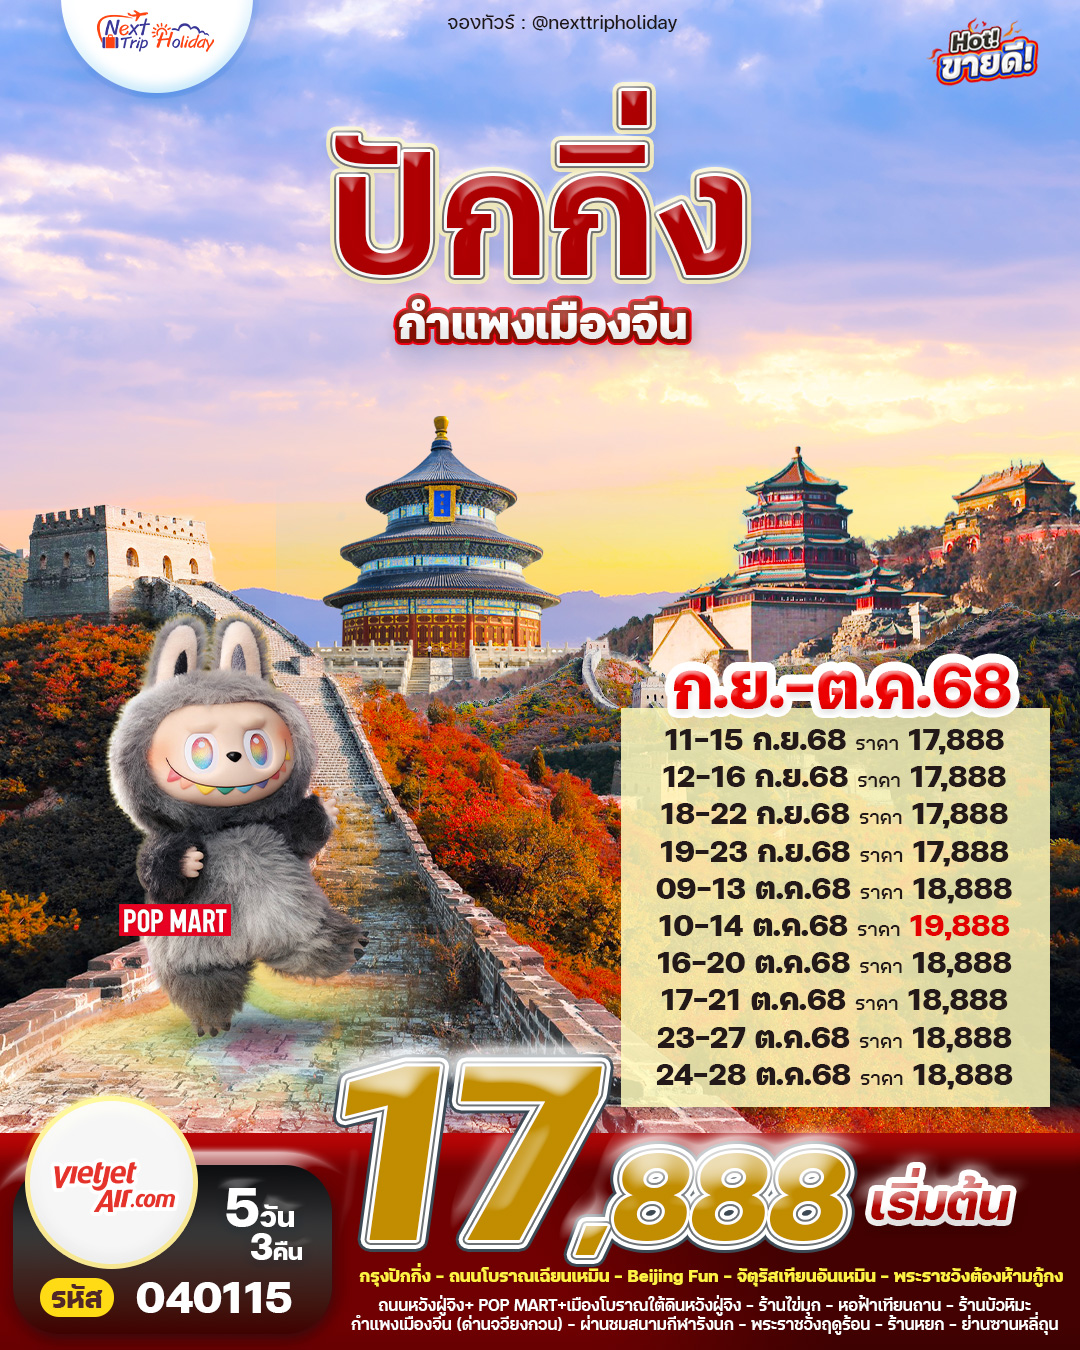 Next Trip Holiday
จองทัวร์ : @nexttripholiday
Hot!
ขายดี!
ปักกิ่ง
กำแพงเมืองจีน
ก.ย.-ต.ค.68
11-15 ก.ย.68 ราคา 17,888
12-16 ก.ย.68 ราคา 17,888
18-22 ก.ย.68 ราคา 17,888
19-23 ก.ย.68 ราคา 17,888
09-13 ต.ค.68 ราคา 18,888
10-14 ต.ค.68 ราคา 19,888
16-20 ต.ค.68 ราคา 18,888
17-21 ต.ค.68 ราคา 18,888
23-27 ต.ค.68 ราคา 18,888
24-28 ต.ค.68 ราคา 18,888
POP MART
17,888 เริ่มต้น
vietjet Air.com
5วัน
3คืน
รหัส 040115
กรุงปักกิ่ง - ถนนโบราณเฉียนเหมิน - Beijing Fun - จัตุรัสเทียนอันเหมิน - พระราชวังต้องห้ามกู้กง
ถนนหวังฝู่จิง+ POP MART+เมืองโบราณใต้ดินหวังฝู่จิง - ร้านไข่มุก - หอฟ้าเทียนถาน - ร้านบัวหิมะ
กำแพงเมืองจีน (ด่านจวียงกวน) - ผ่านชมสนามกีฬารังนก - พระราชวังฤดูร้อน - ร้านหยก - ย่านซานหลี่ถุน